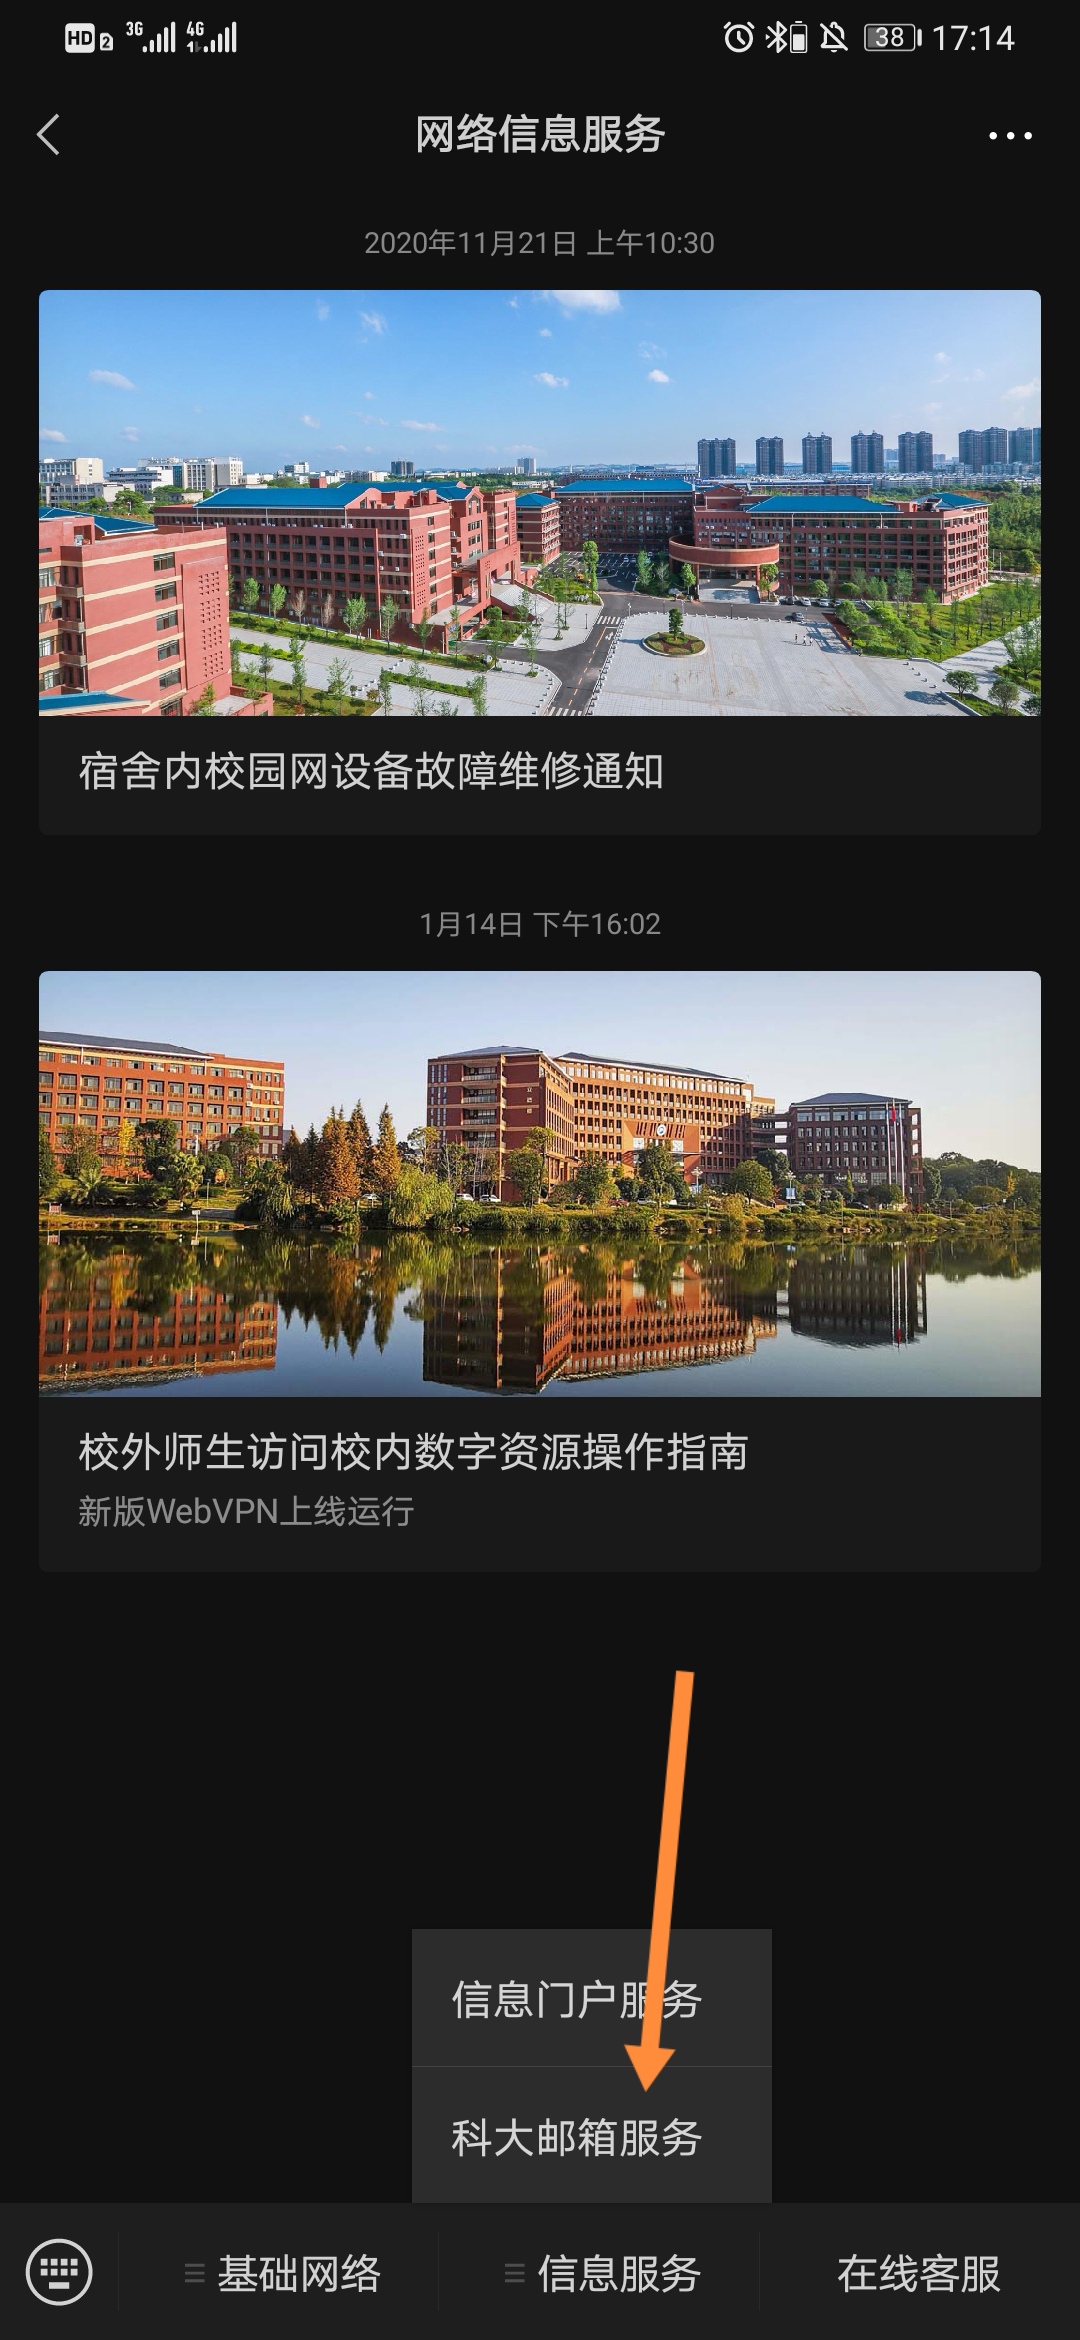 HD 2 3G 4G 38 17:14
网络信息服务
2020年11月21日 上午10:30
宿舍内校园网设备故障维修通知
1月14日 下午16:02
校外师生访问校内数字资源操作指南
新版WebVPN上线运行
信息门户服务
科大邮箱服务
基础网络 信息服务 在线客服